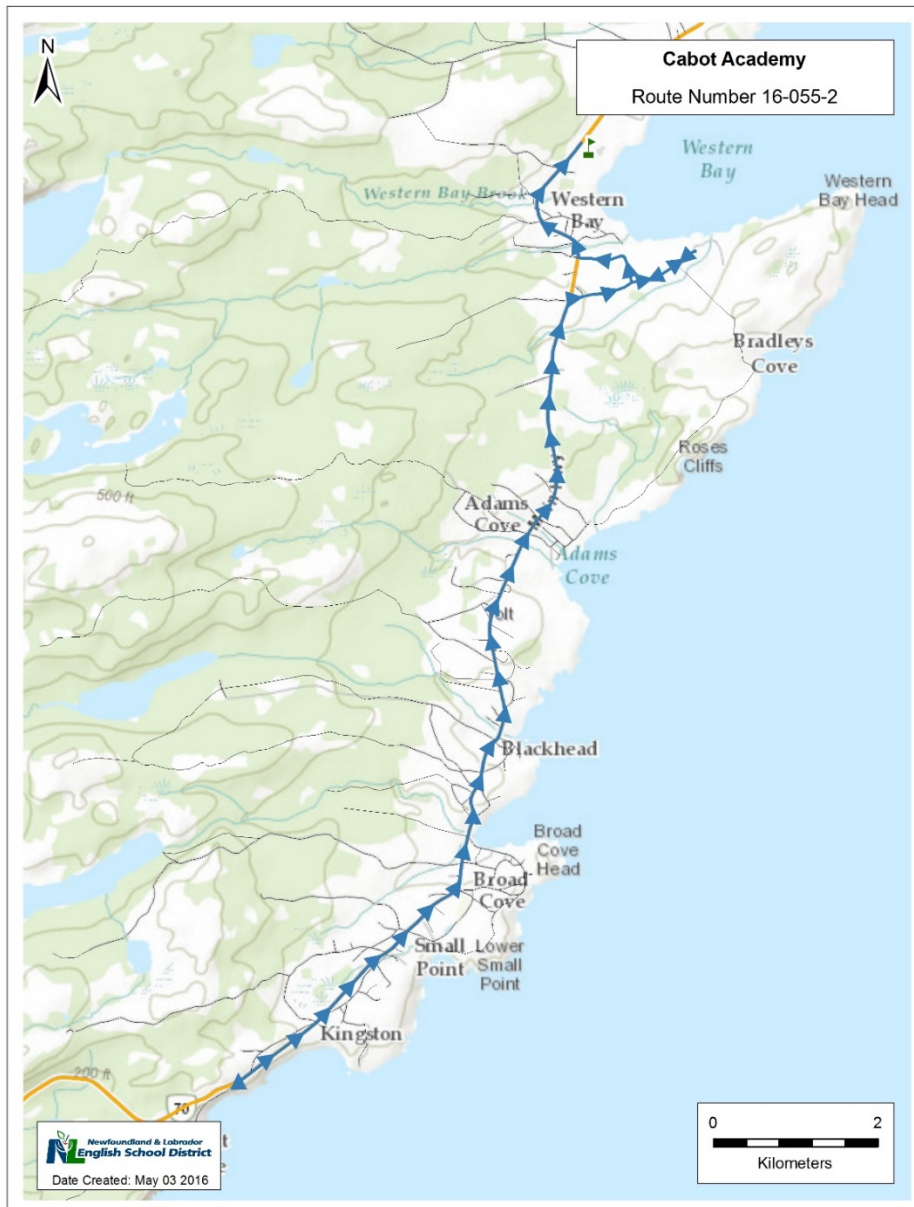 N
Cabot Academy
Route Number 16-055-2
Western
Bay
Western
Bay Head
Western Bay Brook
Western
Bay
Bradleys
Cove
Roses
Cliffs
500 ft
Adams
Cove
Adams
Cove
Blackhead
Broad
Cove
Head
Broad
Cove
Small
Point
Lower
Small
Point
Kingston
200 ft
70
0 2
Kilometers
NL
Newfoundland & Labrador
English School District
Date Created: May 03 2016